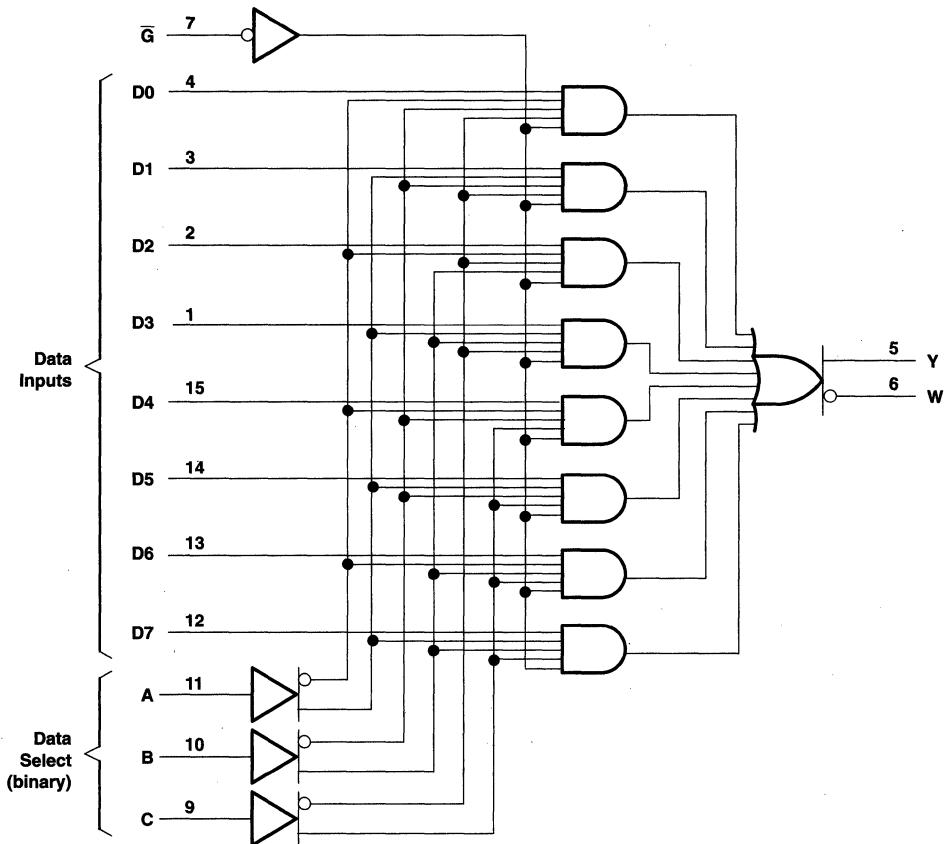 G̅ 7
D0 4
D1 3
D2 2
D3 1
Data
Inputs
D4 15
D5 14
D6 13
D7 12
5 Y
6 W
A 11
Data
Select
(binary)
B 10
C 9